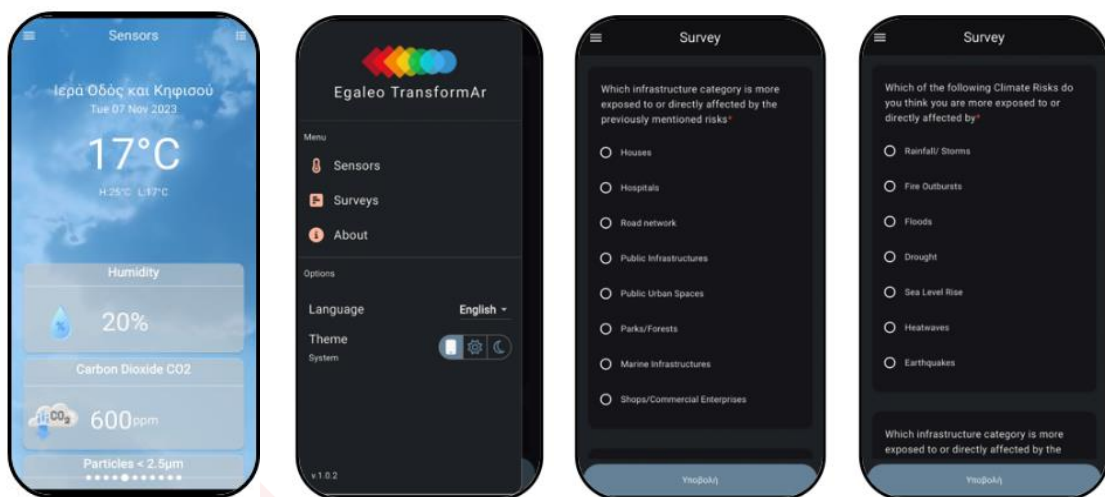 Sensors
Ιερά Οδός και Κηφισού
Tue 07 Nov 2023
17°C
H:25°C L:17°C
Humidity
%
20%
Carbon Dioxide CO2
CO₂
600ppm
Particles < 2.5μm
Egaleo TransformAr
Menu
Sensors
Surveys
About
Options
Language
English
Theme
System
v.1.0.2
Survey
Which infrastructure category is more
exposed to or directly affected by the
previously mentioned risks*
Houses
Hospitals
Road network
Public Infrastructures
Public Urban Spaces
Parks/Forests
Marine Infrastructures
Shops/Commercial Enterprises
Υποβολή
Survey
Which of the following Climate Risks do
you think you are more exposed to or
directly affected by*
Rainfall/ Storms
Fire Outbursts
Floods
Drought
Sea Level Rise
Heatwaves
Earthquakes
Which infrastructure category is more
exposed to or directly affected by the
Υποβολή